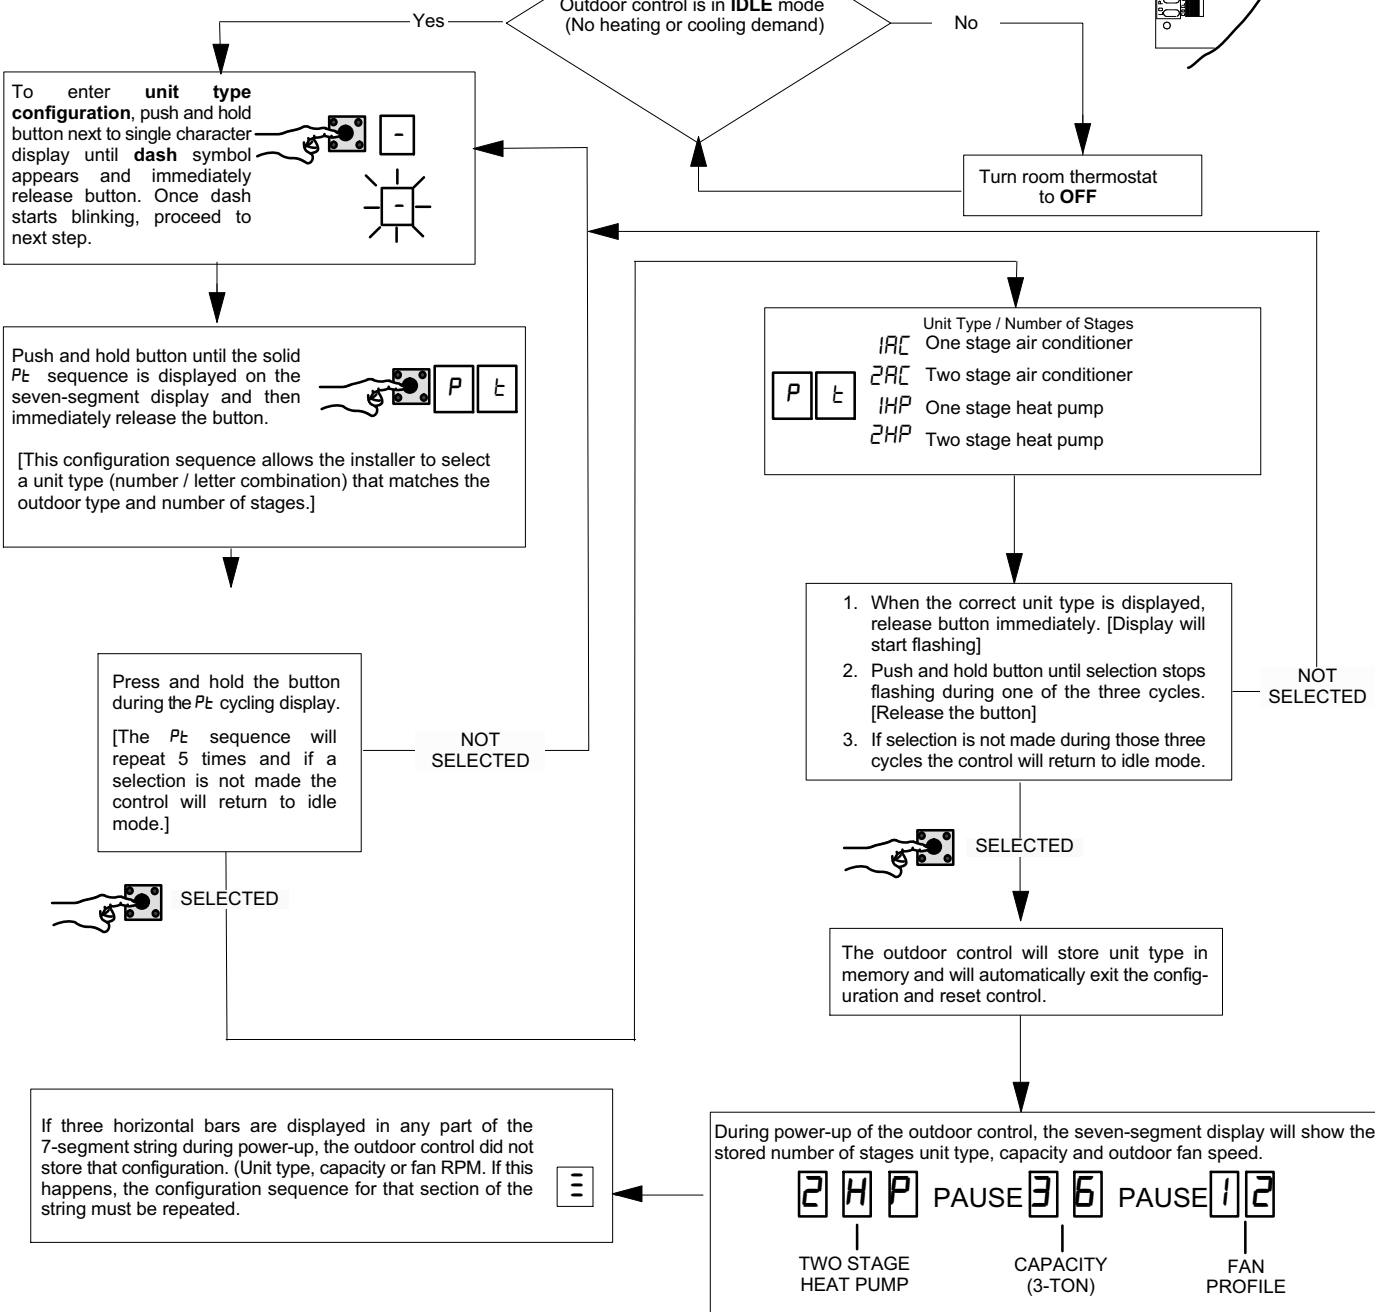 Outdoor control is in IDLE mode
(No heating or cooling demand)
Yes
No
To enter unit type
configuration, push and hold
button next to single character
display until dash symbol
appears and immediately
release button. Once dash
starts blinking, proceed to
next step.
-
-
Turn room thermostat
to OFF
Push and hold button until the solid
Pt sequence is displayed on the
seven-segment display and then
immediately release the button.
P t
[This configuration sequence allows the installer to select
a unit type (number / letter combination) that matches the
outdoor type and number of stages.]
Unit Type / Number of Stages
1AC One stage air conditioner
2AC Two stage air conditioner
P t
1HP One stage heat pump
2HP Two stage heat pump
Press and hold the button
during the Pt cycling display.
[The Pt sequence will
repeat 5 times and if a
selection is not made the
control will return to idle
mode.]
NOT
SELECTED
SELECTED
1. When the correct unit type is displayed,
release button immediately. [Display will
start flashing]
2. Push and hold button until selection stops
flashing during one of the three cycles.
[Release the button]
3. If selection is not made during those three
cycles the control will return to idle mode.
NOT
SELECTED
SELECTED
The outdoor control will store unit type in
memory and will automatically exit the config-
uration and reset control.
If three horizontal bars are displayed in any part of the
7-segment string during power-up, the outdoor control did not
store that configuration. (Unit type, capacity or fan RPM. If this
happens, the configuration sequence for that section of the
string must be repeated.
During power-up of the outdoor control, the seven-segment display will show the
stored number of stages unit type, capacity and outdoor fan speed.
2 H P PAUSE 3 6 PAUSE 1 2
TWO STAGE
HEAT PUMP
CAPACITY
(3-TON)
FAN
PROFILE